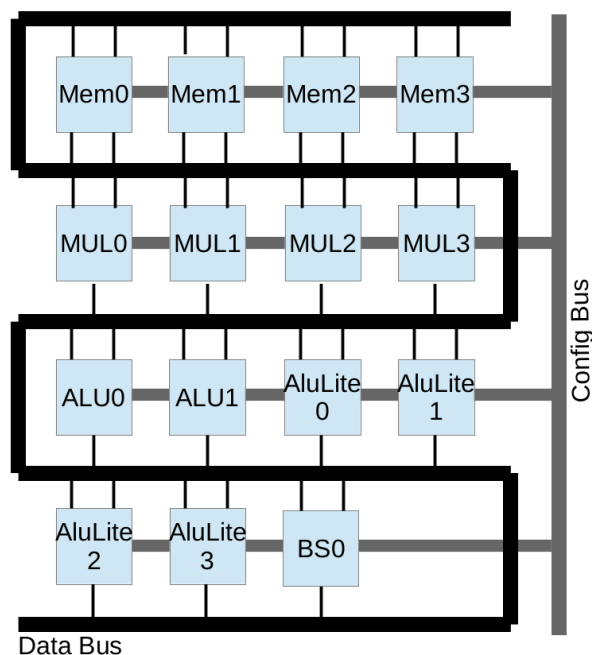 Mem0
Mem1
Mem2
Mem3
MUL0
MUL1
MUL2
MUL3
ALU0
ALU1
AluLite
0
AluLite
1
AluLite
2
AluLite
3
BS0
Config Bus
Data Bus